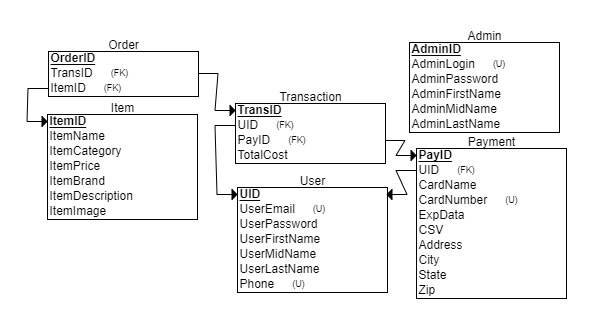 Order
OrderID
TransID (FK)
ItemID (FK)
Item
ItemID
ItemName
ItemCategory
ItemPrice
ItemBrand
ItemDescription
ItemImage
Transaction
TransID
UID (FK)
PayID (FK)
TotalCost
User
UID
UserEmail (U)
UserPassword
UserFirstName
UserMidName
UserLastName
Phone (U)
Admin
AdminID
AdminLogin (U)
AdminPassword
AdminFirstName
AdminMidName
AdminLastName
Payment
PayID
UID (FK)
CardName
CardNumber (U)
ExpData
CSV
Address
City
State
Zip